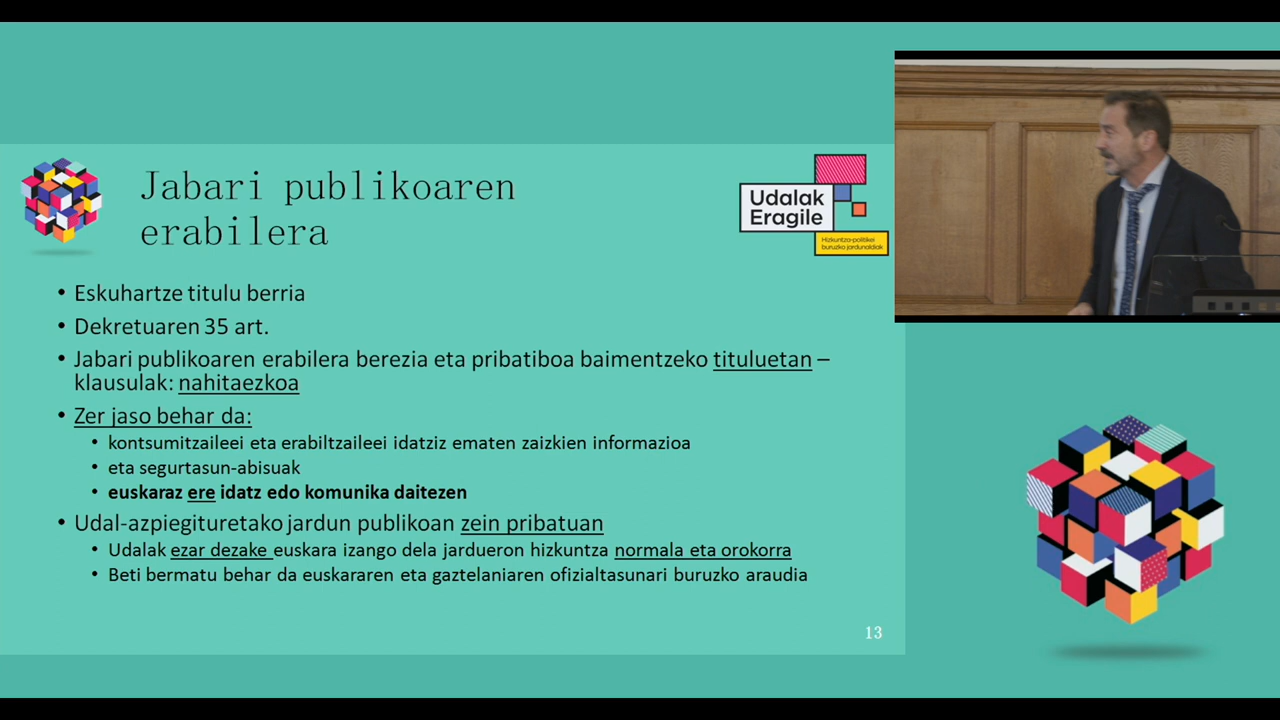 Jabari publikoaren
erabilera
Udalak
Eragile
Hizkuntza-politikei
buruzko jardunaldiak
• Eskuhartze titulu berria
• Dekretuaren 35 art.
• Jabari publikoaren erabilera berezia eta pribatiboa baimentzeko tituluetan –
klausulak: nahitaezkoa
• Zer jaso behar da:
• kontsumitzaileei eta erabiltzaileei idatziz ematen zaizkien informazioa
• eta segurtasun-abisuak
• euskaraz ere idatz edo komunika daitezen
• Udal-azpiegituretako jardun publikoan zein pribatuan
• Udalak ezar dezake euskara izango dela jardueron hizkuntza normala eta orokorra
• Beti bermatu behar da euskararen eta gaztelaniaren ofizialtasunari buruzko araudia
13